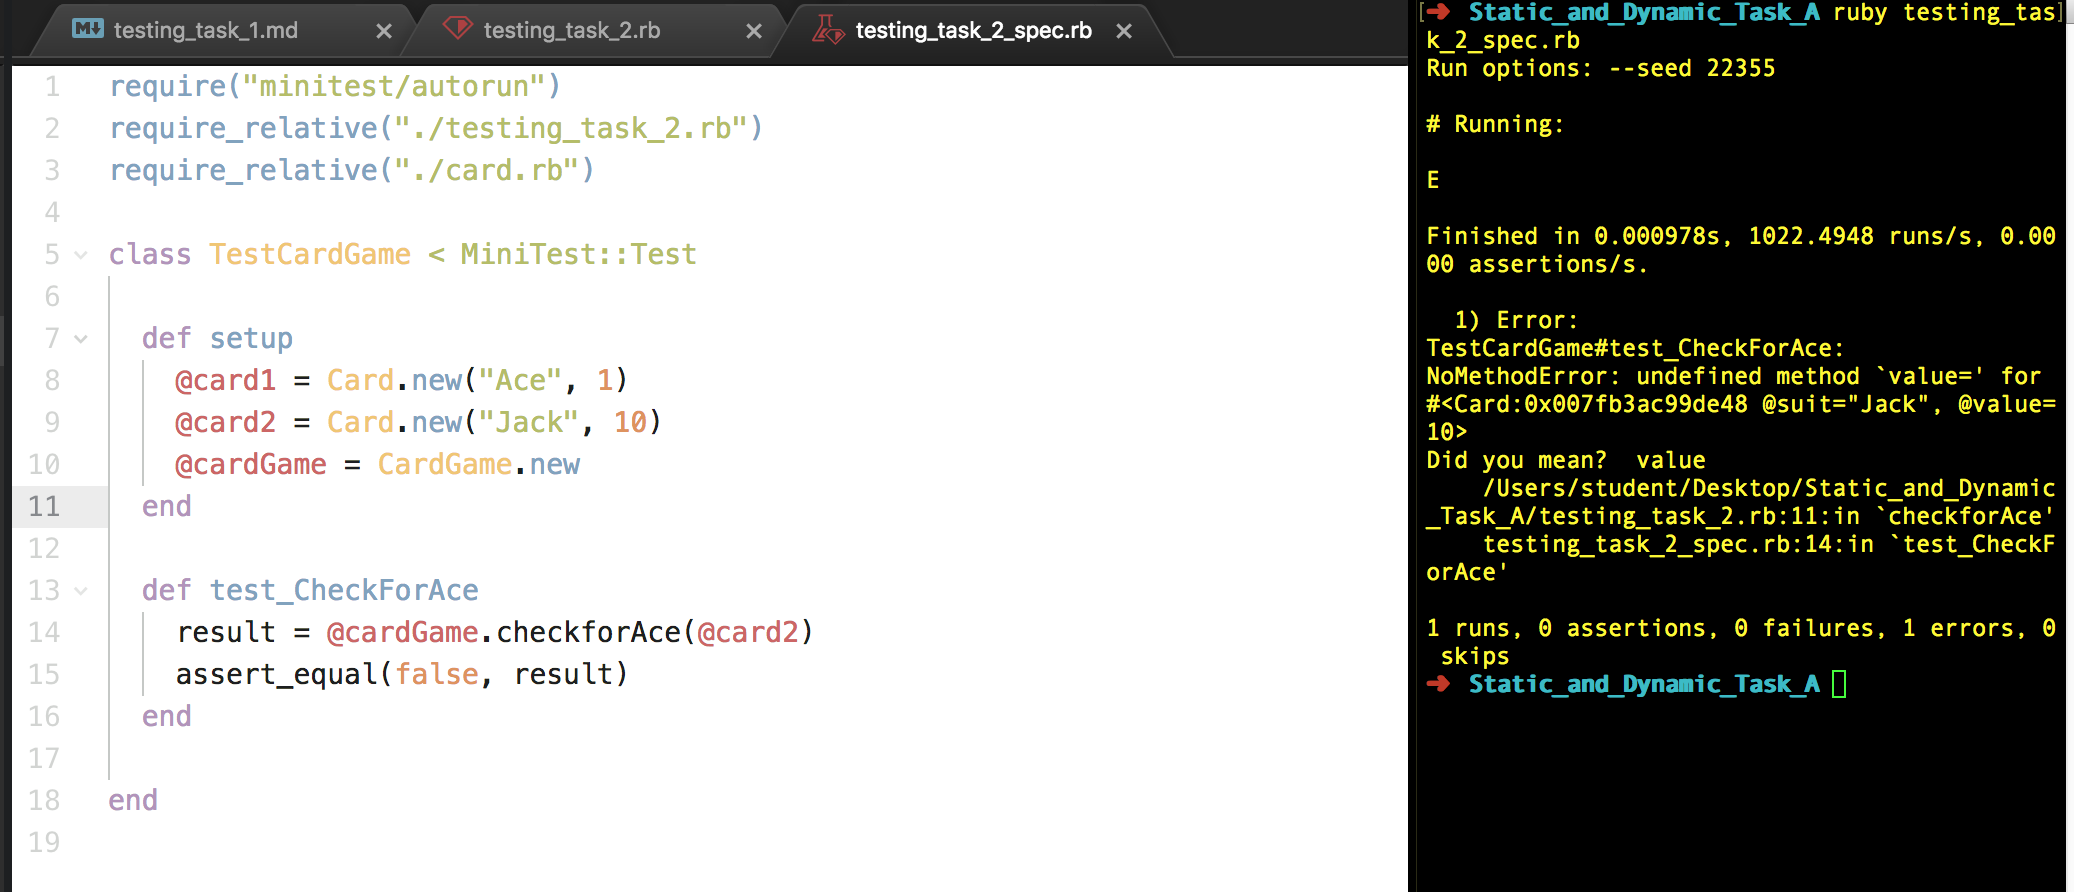 testing_task_1.md × testing_task_2.rb × testing_task_2_spec.rb ×
1 require("minitest/autorun")
2 require_relative("./testing_task_2.rb")
3 require_relative("./card.rb")
4
5 class TestCardGame < MiniTest::Test
6
7 def setup
8 @card1 = Card.new("Ace", 1)
9 @card2 = Card.new("Jack", 10)
10 @cardGame = CardGame.new
11 end
12
13 def test_CheckForAce
14 result = @cardGame.checkforAce(@card2)
15 assert_equal(false, result)
16 end
17
18 end
19
[➜ Static_and_Dynamic_Task_A ruby testing_tas]
k_2_spec.rb
Run options: --seed 22355
# Running:
E
Finished in 0.000978s, 1022.4948 runs/s, 0.00
00 assertions/s.
1) Error:
TestCardGame#test_CheckForAce:
NoMethodError: undefined method `value=' for
#<Card:0x007fb3ac99de48 @suit="Jack", @value=
10>
Did you mean?  value
/Users/student/Desktop/Static_and_Dynamic
_Task_A/testing_task_2.rb:11:in `checkforAce'
testing_task_2_spec.rb:14:in `test_CheckF
orAce'
1 runs, 0 assertions, 0 failures, 1 errors, 0
skips
➜ Static_and_Dynamic_Task_A